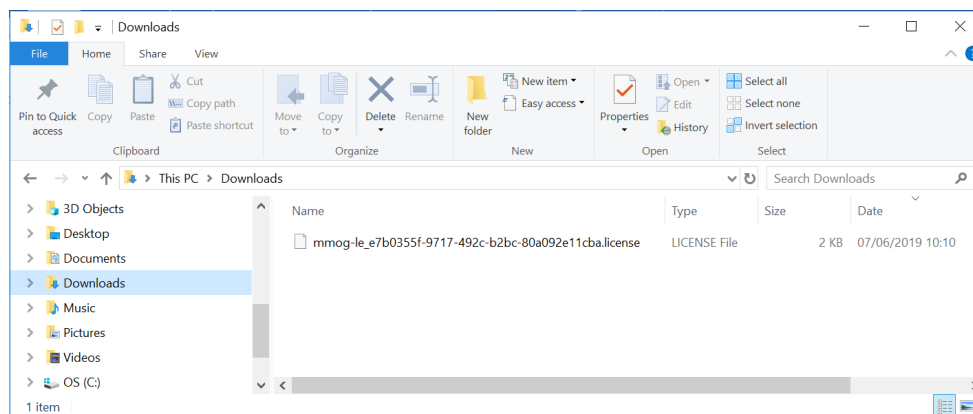 Downloads
File Home Share View
Pin to Quick access
Copy
Paste
Cut
Copy path
Paste shortcut
Clipboard
Move to
Copy to
Delete
Rename
Organize
New folder
New item
Easy access
New
Properties
Open
Edit
History
Open
Select all
Select none
Invert selection
Select
This PC > Downloads
Search Downloads
3D Objects
Desktop
Documents
Downloads
Music
Pictures
Videos
OS (C:)
Name Type Size Date
mmog-le_e7b0355f-9717-492c-b2bc-80a092e11cba.license LICENSE File 2 KB 07/06/2019 10:10
1 item